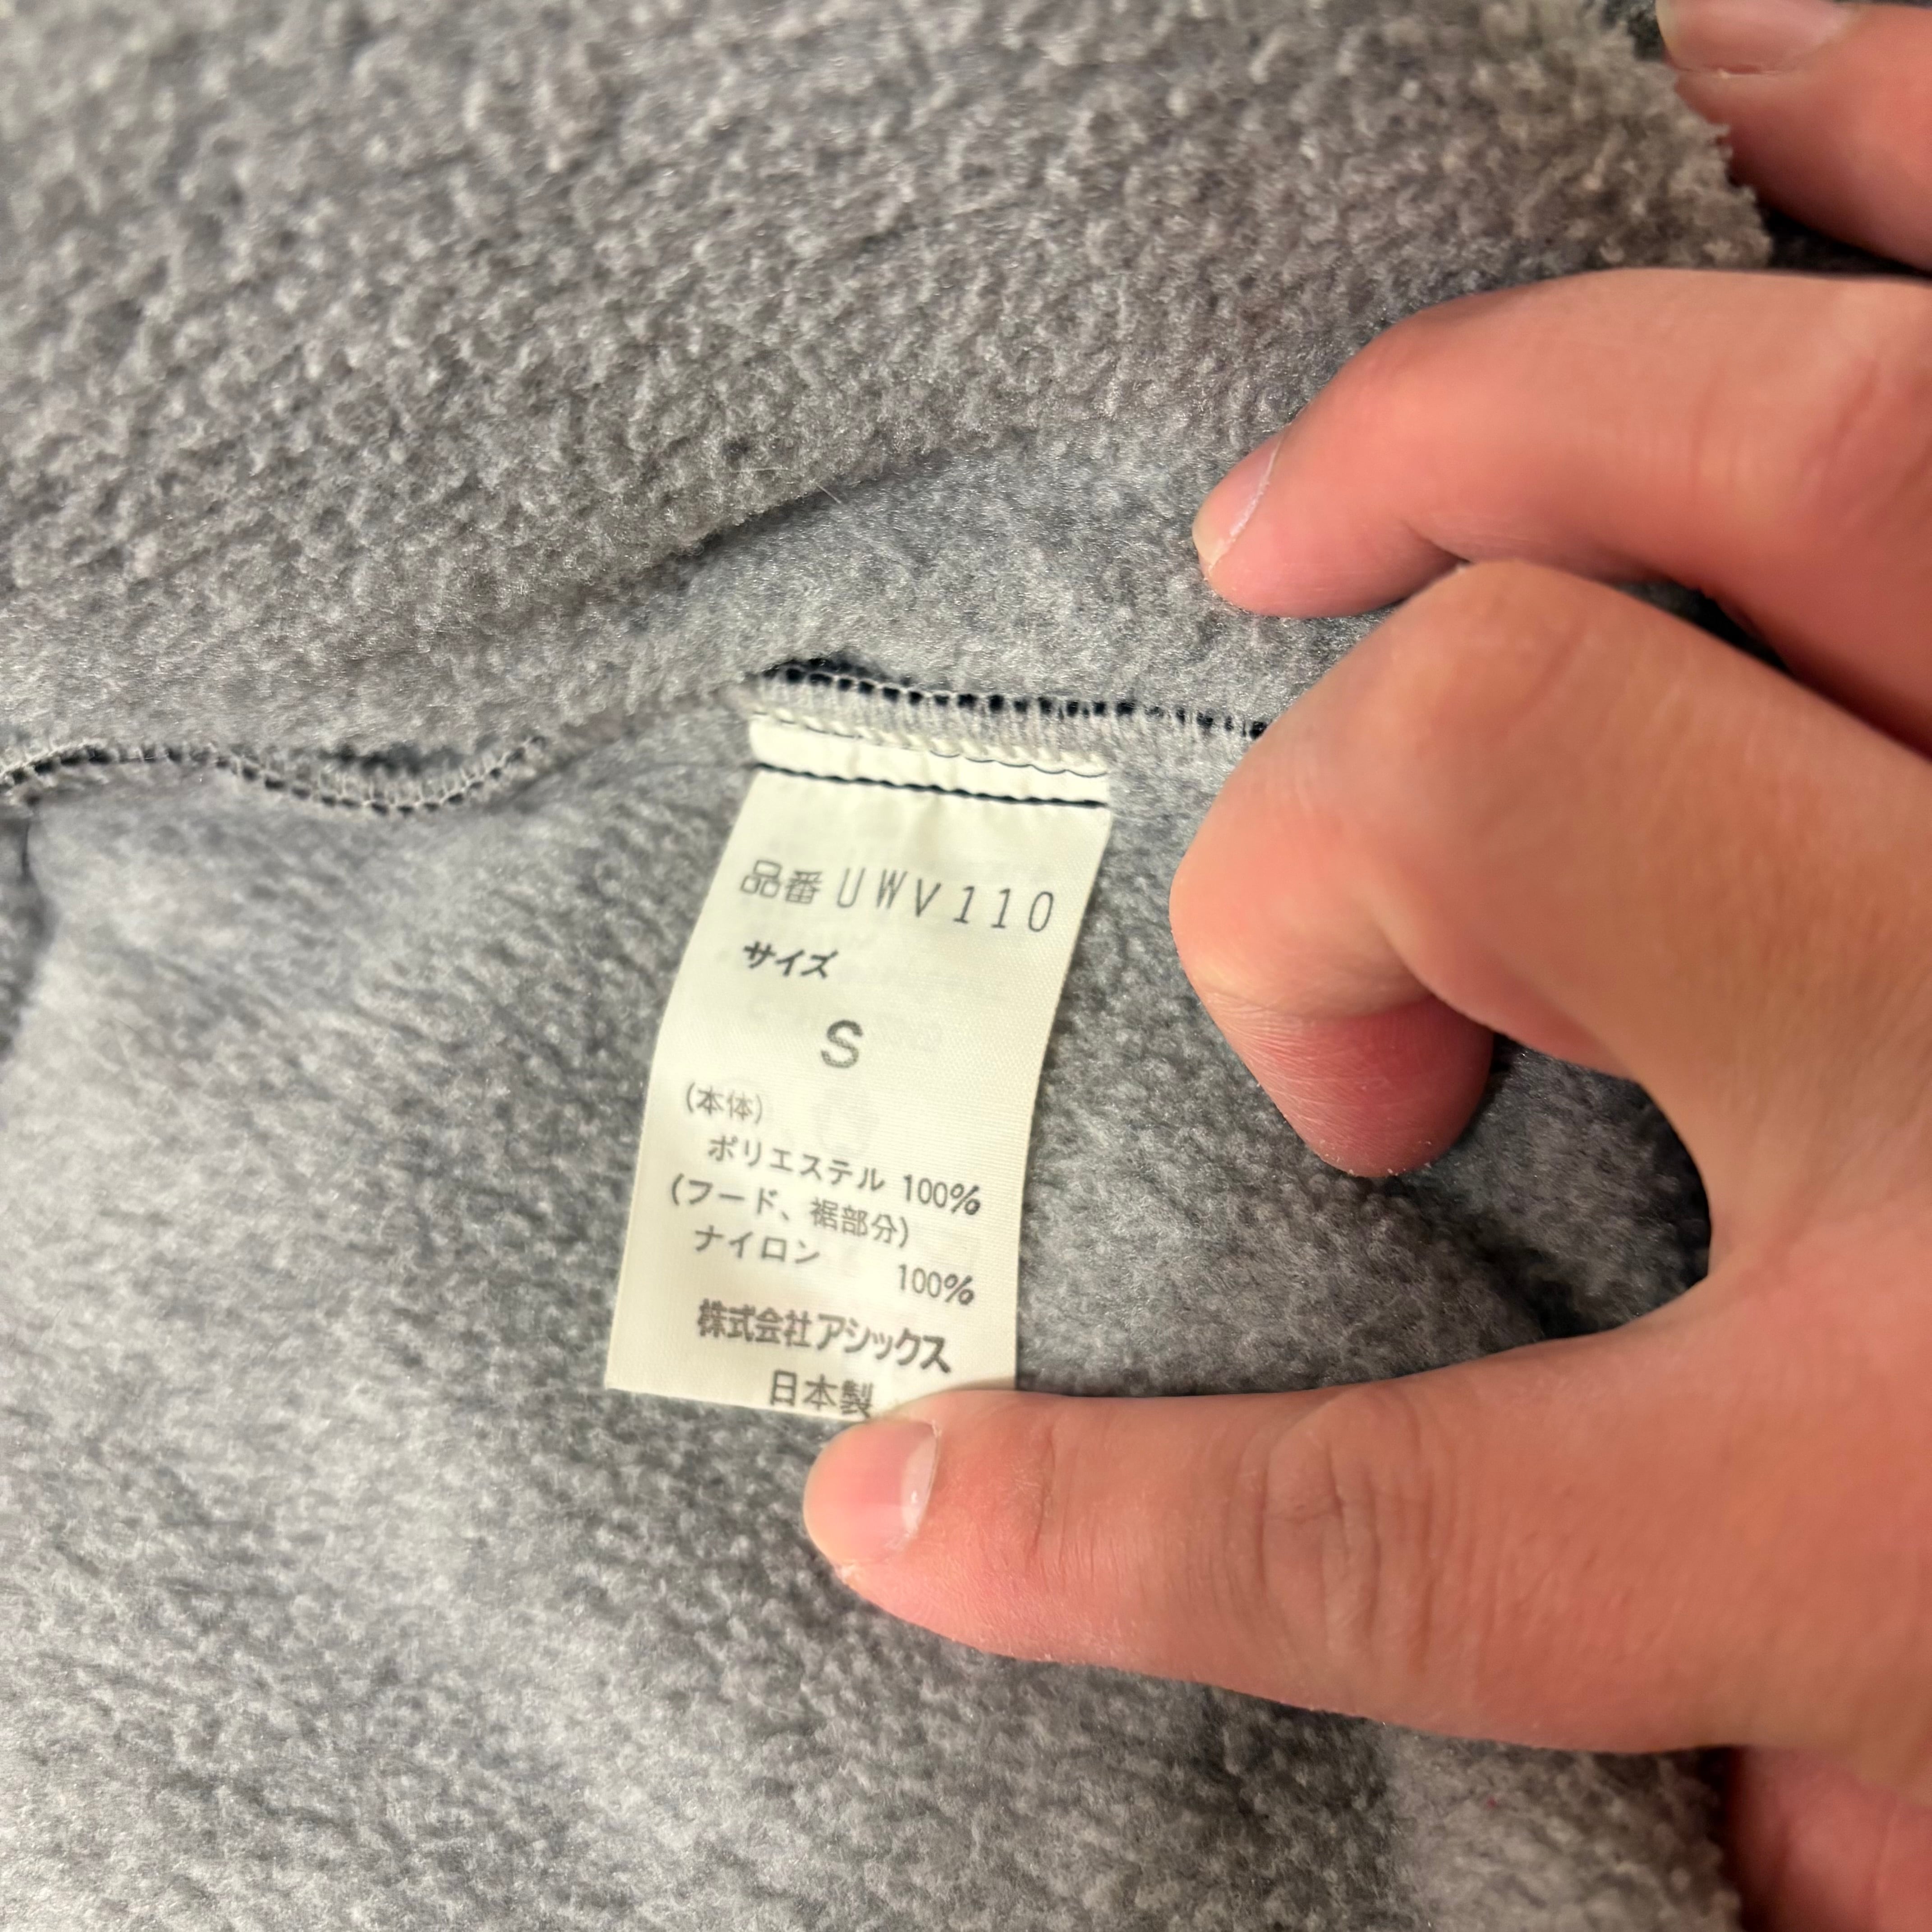 品番 UWV110
サイズ
S
(本体)
ポリエステル 100%
(フード、裾部分)
ナイロン 100%
株式会社アシックス
日本製